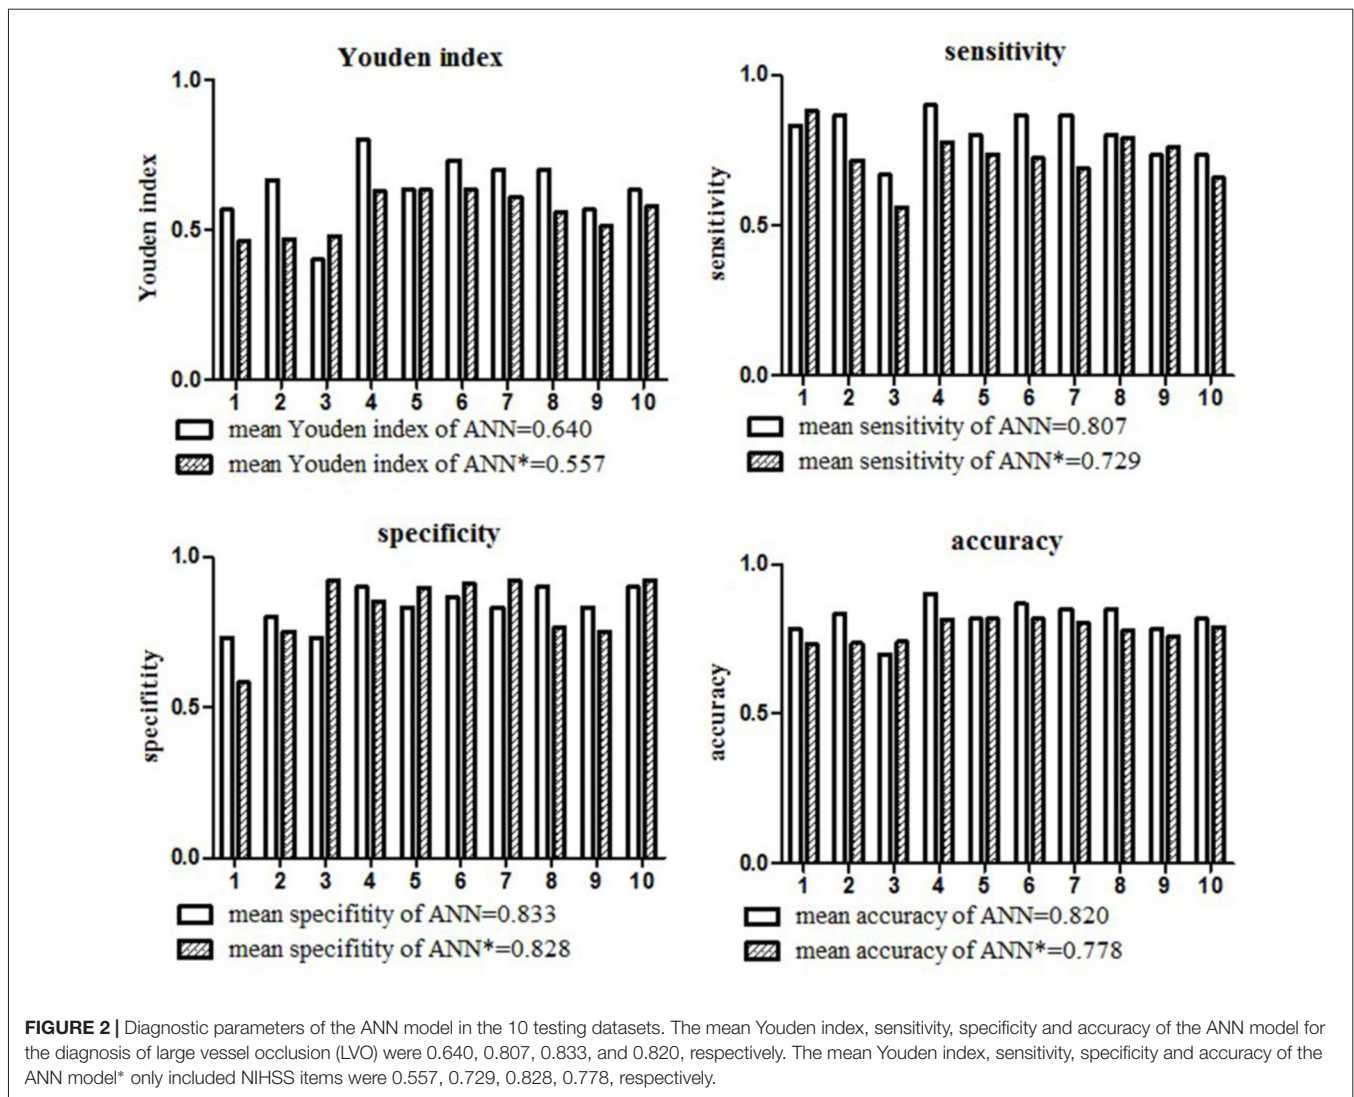 Youden index
1.0
0.5
0.0
Youden index
1 2 3 4 5 6 7 8 9 10
mean Youden index of ANN=0.640
mean Youden index of ANN*=0.557
sensitivity
1.0
0.5
0.0
sensitivity
1 2 3 4 5 6 7 8 9 10
mean sensitivity of ANN=0.807
mean sensitivity of ANN*=0.729
specificity
1.0
0.5
0.0
specifitity
1 2 3 4 5 6 7 8 9 10
mean specifitity of ANN=0.833
mean specifitity of ANN*=0.828
accuracy
1.0
0.5
0.0
accuracy
1 2 3 4 5 6 7 8 9 10
mean accuracy of ANN=0.820
mean accuracy of ANN*=0.778
FIGURE 2 | Diagnostic parameters of the ANN model in the 10 testing datasets. The mean Youden index, sensitivity, specificity and accuracy of the ANN model for
the diagnosis of large vessel occlusion (LVO) were 0.640, 0.807, 0.833, and 0.820, respectively. The mean Youden index, sensitivity, specificity and accuracy of the
ANN model* only included NIHSS items were 0.557, 0.729, 0.828, 0.778, respectively.